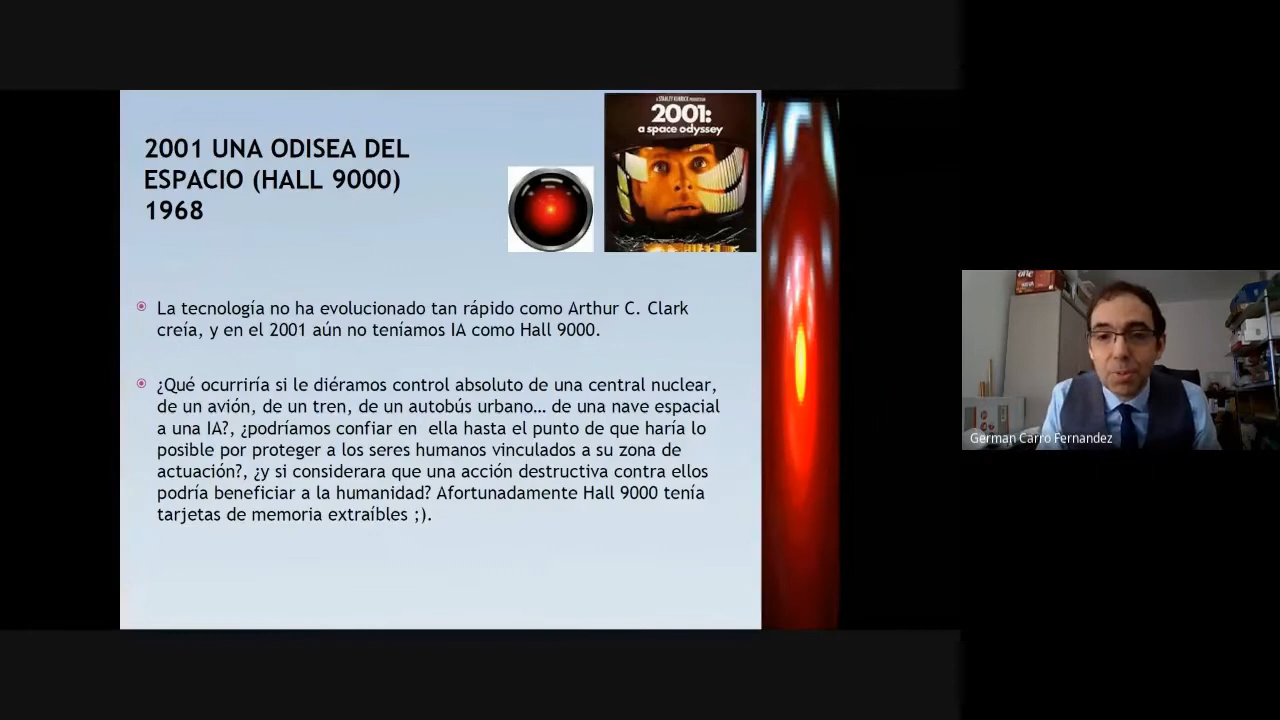 2001 UNA ODISEA DEL
ESPACIO (HALL 9000)
1968
2001:
a space odyssey
La tecnología no ha evolucionado tan rápido como Arthur C. Clark
creía, y en el 2001 aún no teníamos IA como Hall 9000.
¿Qué ocurriría si le diéramos control absoluto de una central nuclear,
de un avión, de un tren, de un autobús urbano… de una nave espacial
a una IA?, ¿podríamos confiar en ella hasta el punto de que haría lo
posible por proteger a los seres humanos vinculados a su zona de
actuación?, ¿y si considerara que una acción destructiva contra ellos
podría beneficiar a la humanidad? Afortunadamente Hall 9000 tenía
tarjetas de memoria extraíbles ;).
German Carro Fernandez